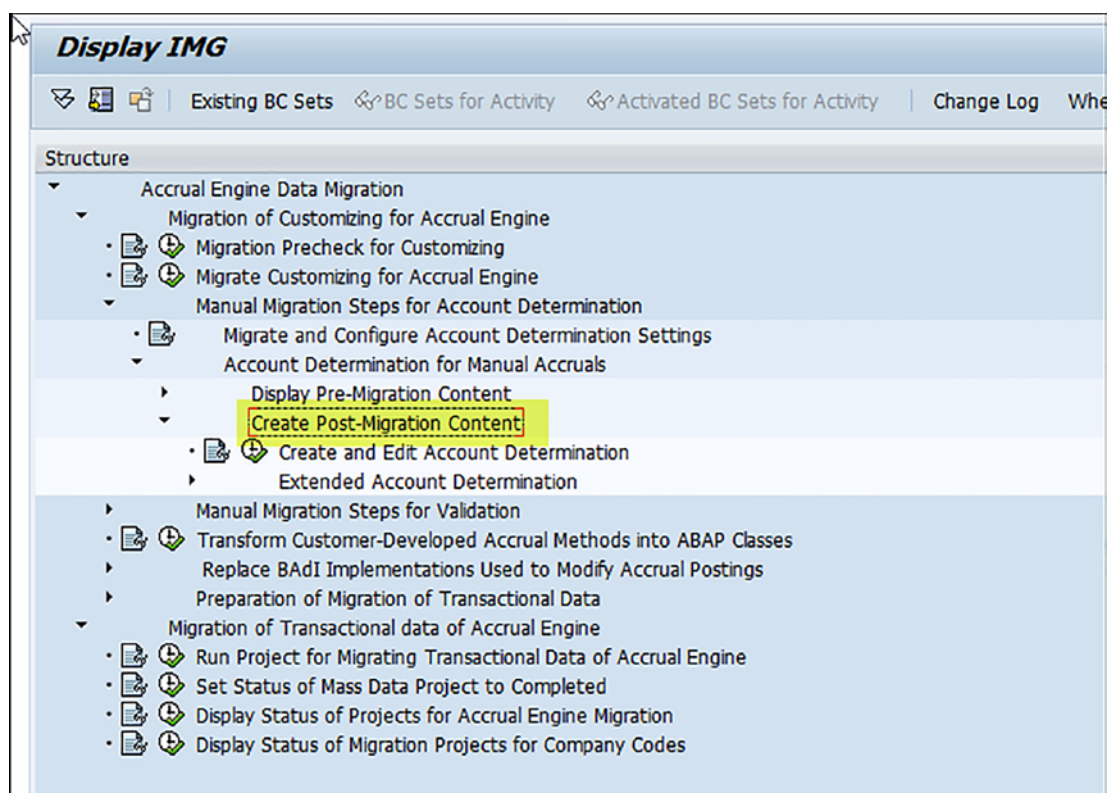 Display IMG
Existing BC Sets BC Sets for Activity Activated BC Sets for Activity Change Log
Structure
Accrual Engine Data Migration
Migration of Customizing for Accrual Engine
Migration Precheck for Customizing
Migrate Customizing for Accrual Engine
Manual Migration Steps for Account Determination
Migrate and Configure Account Determination Settings
Account Determination for Manual Accruals
Display Pre-Migration Content
Create Post-Migration Content
Create and Edit Account Determination
Extended Account Determination
Manual Migration Steps for Validation
Transform Customer-Developed Accrual Methods into ABAP Classes
Replace BAdI Implementations Used to Modify Accrual Postings
Preparation of Migration of Transactional Data
Migration of Transactional data of Accrual Engine
Run Project for Migrating Transactional Data of Accrual Engine
Set Status of Mass Data Project to Completed
Display Status of Projects for Accrual Engine Migration
Display Status of Migration Projects for Company Codes